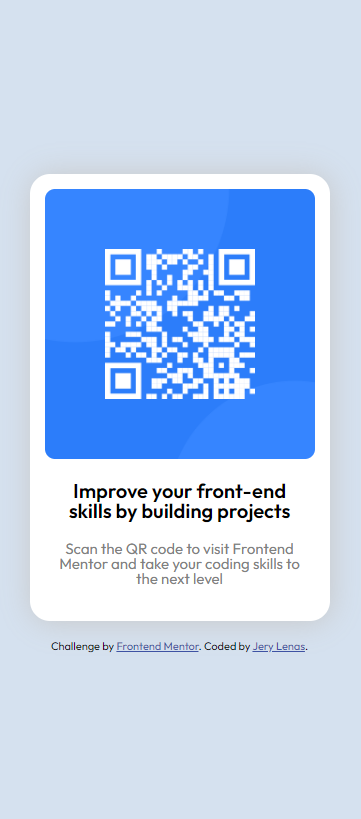 Improve your front-end
skills by building projects
Scan the QR code to visit Frontend
Mentor and take your coding skills to
the next level
Challenge by Frontend Mentor. Coded by Jery Lenas.